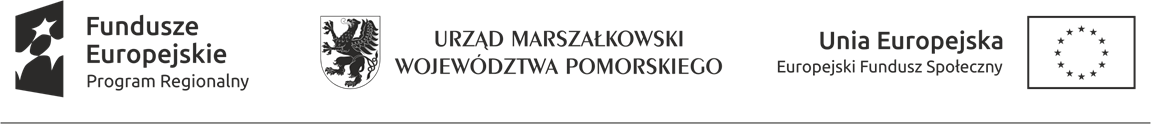 Fundusze
Europejskie
Program Regionalny
URZĄD MARSZAŁKOWSKI
WOJEWÓDZTWA POMORSKIEGO
Unia Europejska
Europejski Fundusz Społeczny